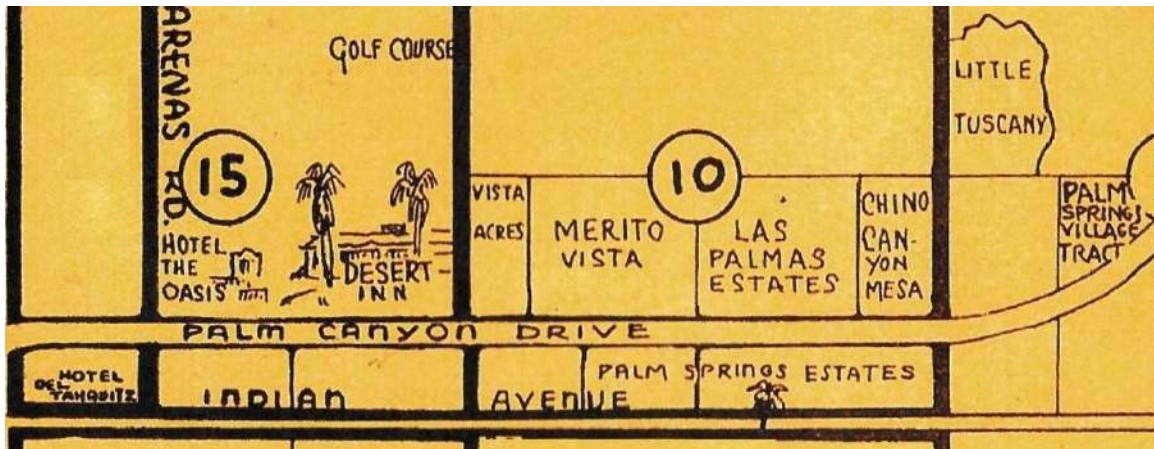 ARENAS RD.
GOLF COURSE
15
HOTEL
THE
OASIS
DESERT
INN
VISTA
ACRES
MERITO
VISTA
10
LAS
PALMAS
ESTATES
CHINO
CAN-
YON
MESA
LITTLE
TUSCANY
PALM
SPRINGS
VILLAGE
TRACT
PALM CANYON DRIVE
HOTEL
DEL
TAHQUITZ
INDIAN AVENUE
PALM SPRINGS ESTATES